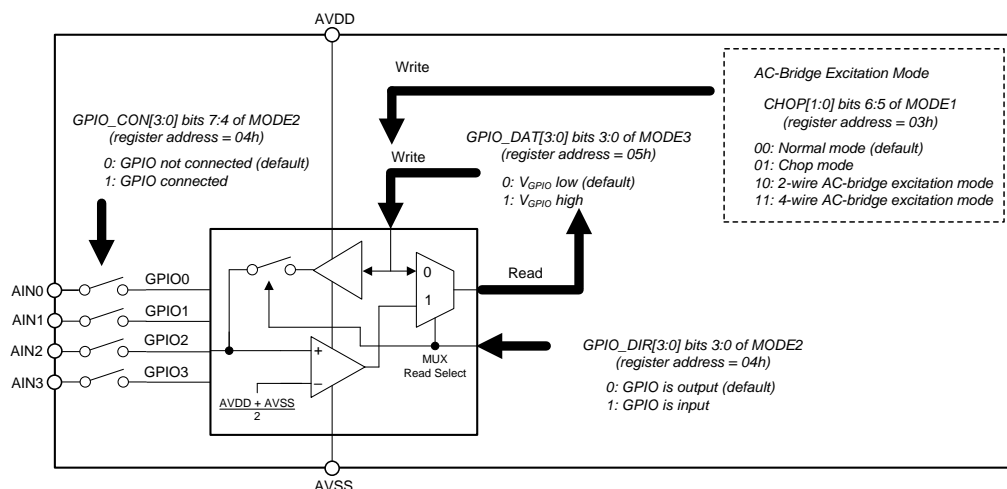 AVDD
Write
AC-Bridge Excitation Mode
CHOP[1:0] bits 6:5 of MODE1
(register address = 03h)
00: Normal mode (default)
01: Chop mode
10: 2-wire AC-bridge excitation mode
11: 4-wire AC-bridge excitation mode
GPIO_CON[3:0] bits 7:4 of MODE2
(register address = 04h)
0: GPIO not connected (default)
1: GPIO connected
Write
GPIO_DAT[3:0] bits 3:0 of MODE3
(register address = 05h)
0: VGPIO low (default)
1: VGPIO high
Read
0
1
AIN0
GPIO0
AIN1
GPIO1
AIN2
GPIO2
AIN3
GPIO3
+
−
AVDD + AVSS
2
MUX
Read Select
GPIO_DIR[3:0] bits 3:0 of MODE2
(register address = 04h)
0: GPIO is output (default)
1: GPIO is input
AVSS